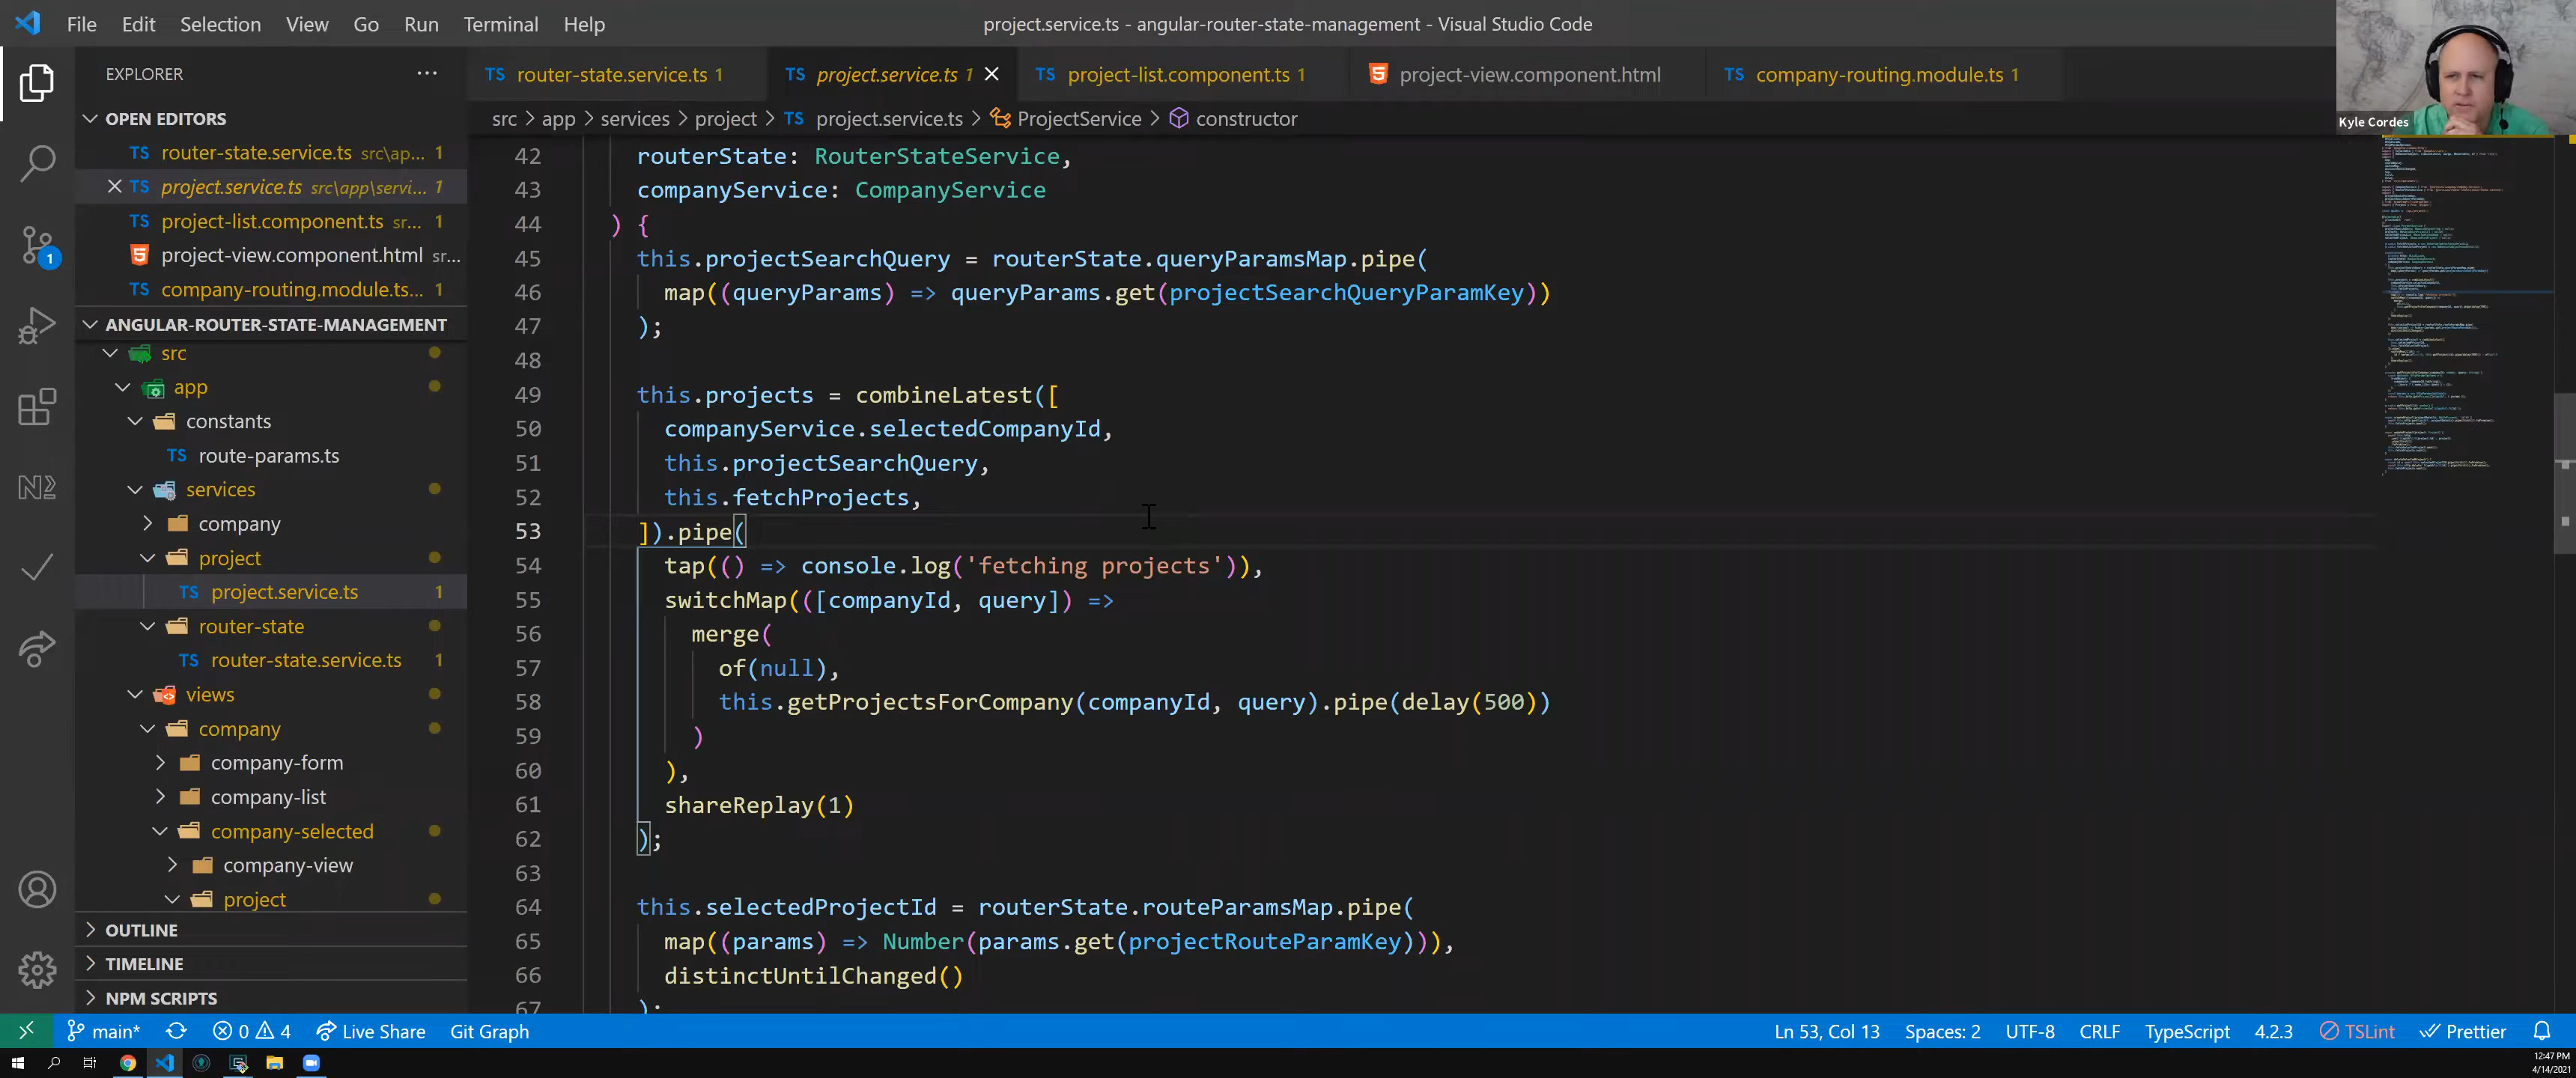 File Edit Selection View Go Run Terminal Help
project.service.ts - angular-router-state-management - Visual Studio Code
Kyle Cordes
EXPLORER
OPEN EDITORS
TS router-state.service.ts src\ap... 1
TS project.service.ts src\app\servi... 1
TS project-list.component.ts sr... 1
project-view.component.html sr...
TS company-routing.module.ts... 1
ANGULAR-ROUTER-STATE-MANAGEMENT
src
app
constants
TS route-params.ts
services
company
project
TS project.service.ts 1
router-state
TS router-state.service.ts 1
views
company
company-form
company-list
company-selected
company-view
project
OUTLINE
TIMELINE
NPM SCRIPTS
TS router-state.service.ts 1 TS project.service.ts 1 TS project-list.component.ts 1 project-view.component.html TS company-routing.module.ts 1
src > app > services > project > TS project.service.ts > ProjectService > constructor
42 routerState: RouterStateService,
43 companyService: CompanyService
44 ) {
45 this.projectSearchQuery = routerState.queryParamsMap.pipe(
46 map((queryParams) => queryParams.get(projectSearchQueryParamKey))
47 );
48
49 this.projects = combineLatest([
50 companyService.selectedCompanyId,
51 this.projectSearchQuery,
52 this.fetchProjects,
53 ]).pipe(
54 tap(() => console.log('fetching projects')),
55 switchMap(([companyId, query]) =>
56 merge(
57 of(null),
58 this.getProjectsForCompany(companyId, query).pipe(delay(500))
59 )
60 ),
61 shareReplay(1)
62 );
63
64 this.selectedProjectId = routerState.routeParamsMap.pipe(
65 map((params) => Number(params.get(projectRouteParamKey))),
66 distinctUntilChanged()
67 );
main* 0 4 Live Share Git Graph
Ln 53, Col 13 Spaces: 2 UTF-8 CRLF TypeScript 4.2.3 TSLint Prettier
12:47 PM
4/14/2021